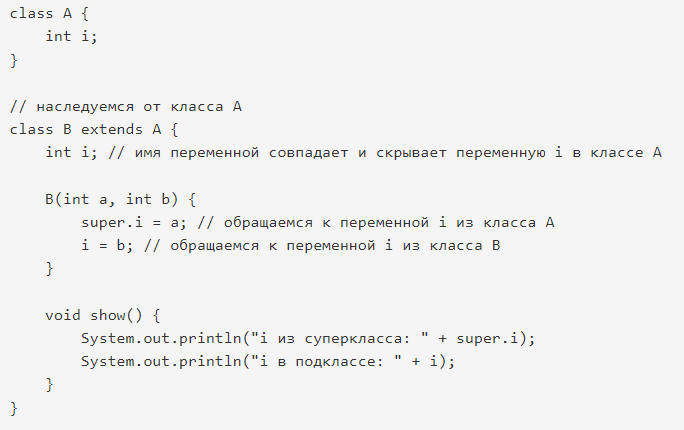 class A {
    int i;
}

// наследуемся от класса A
class B extends A {
    int i; // имя переменной совпадает и скрывает переменную i в классе A

    B(int a, int b) {
        super.i = a; // обращаемся к переменной i из класса A
        i = b; // обращаемся к переменной i из класса B
    }

    void show() {
        System.out.println("i из суперкласса: " + super.i);
        System.out.println("i в подклассе: " + i);
    }
}